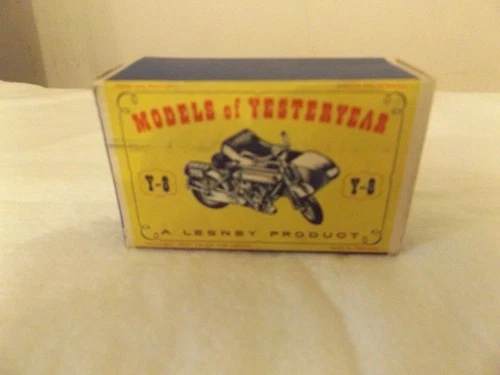 MODELS of YESTERYEAR
Y-8 Y-8
A LESNEY PRODUCT